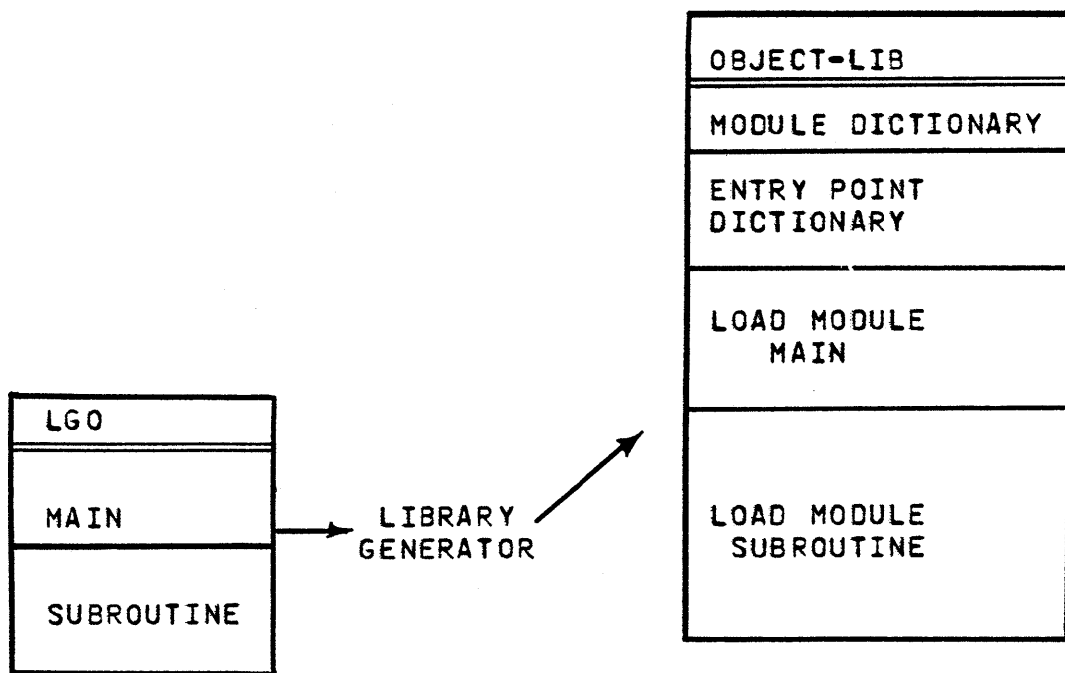 LGO
MAIN
SUBROUTINE
LIBRARY
GENERATOR
OBJECT-LIB
MODULE DICTIONARY
ENTRY POINT
DICTIONARY
LOAD MODULE
MAIN
LOAD MODULE
SUBROUTINE